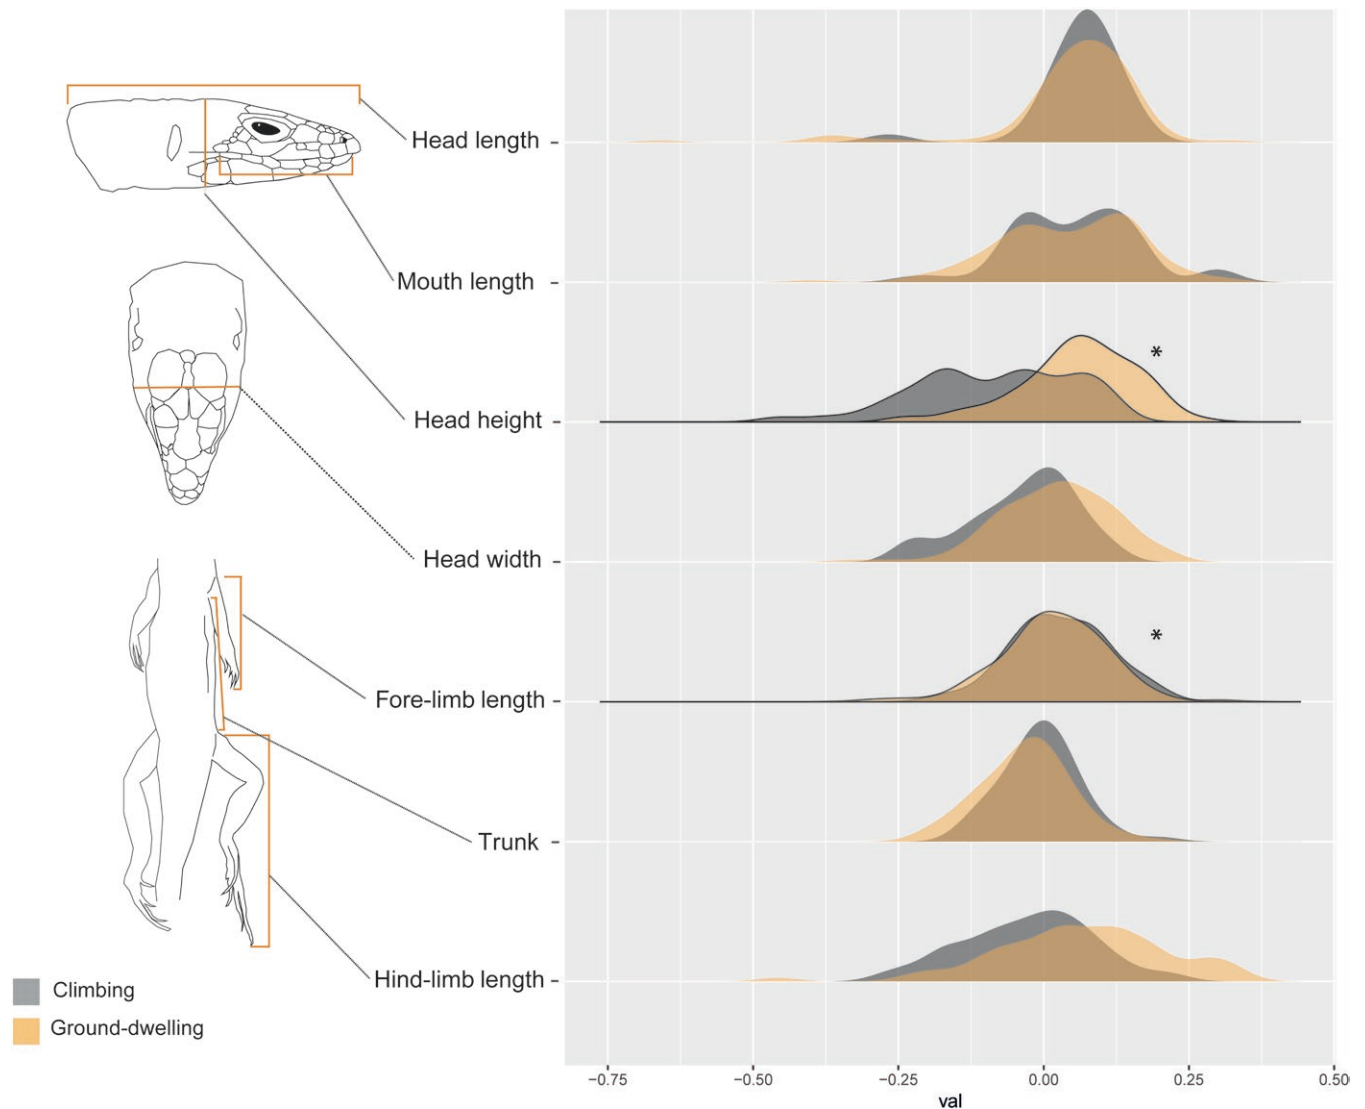 Head length
Mouth length
*
Head height
Head width
*
Fore-limb length
Trunk
Hind-limb length
Climbing
Ground-dwelling
−0.75 −0.50 −0.25 0.00 0.25 0.50
val